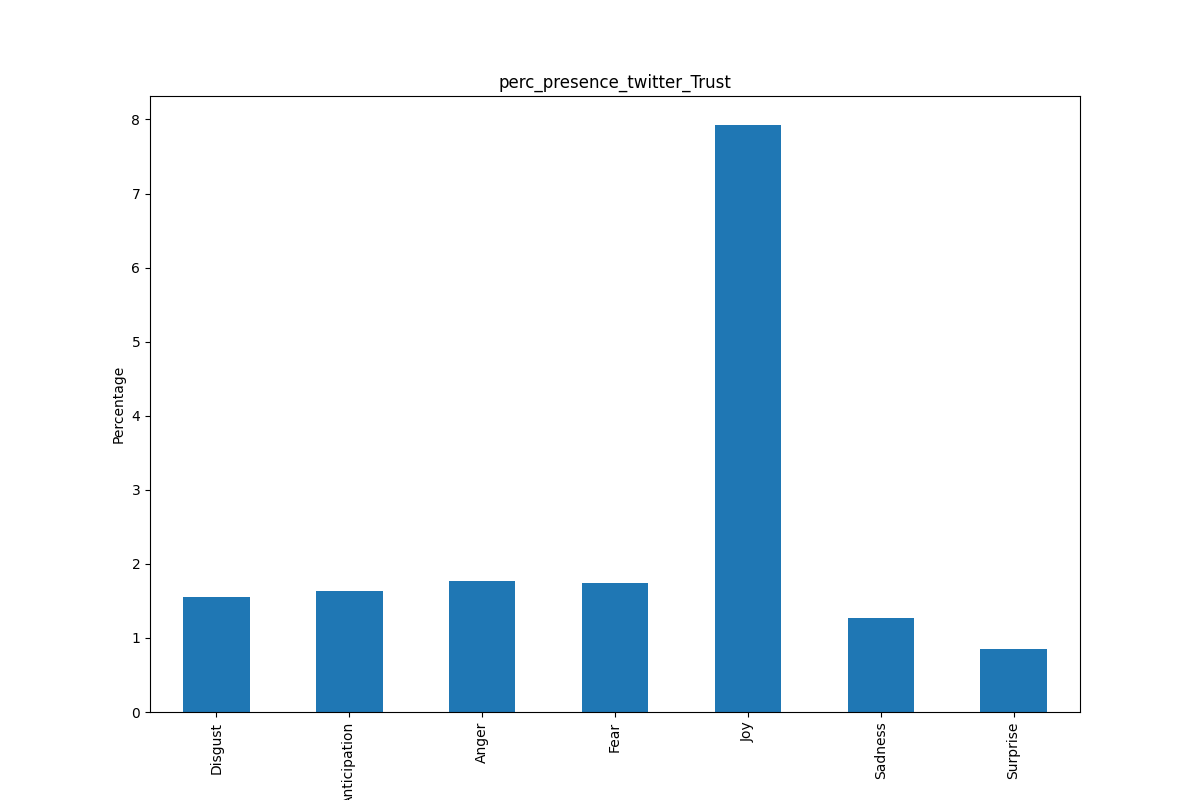 perc_presence_twitter_Trust
Percentage
8
7
6
5
4
3
2
1
0
Disgust
nticipation
Anger
Fear
Joy
Sadness
Surprise